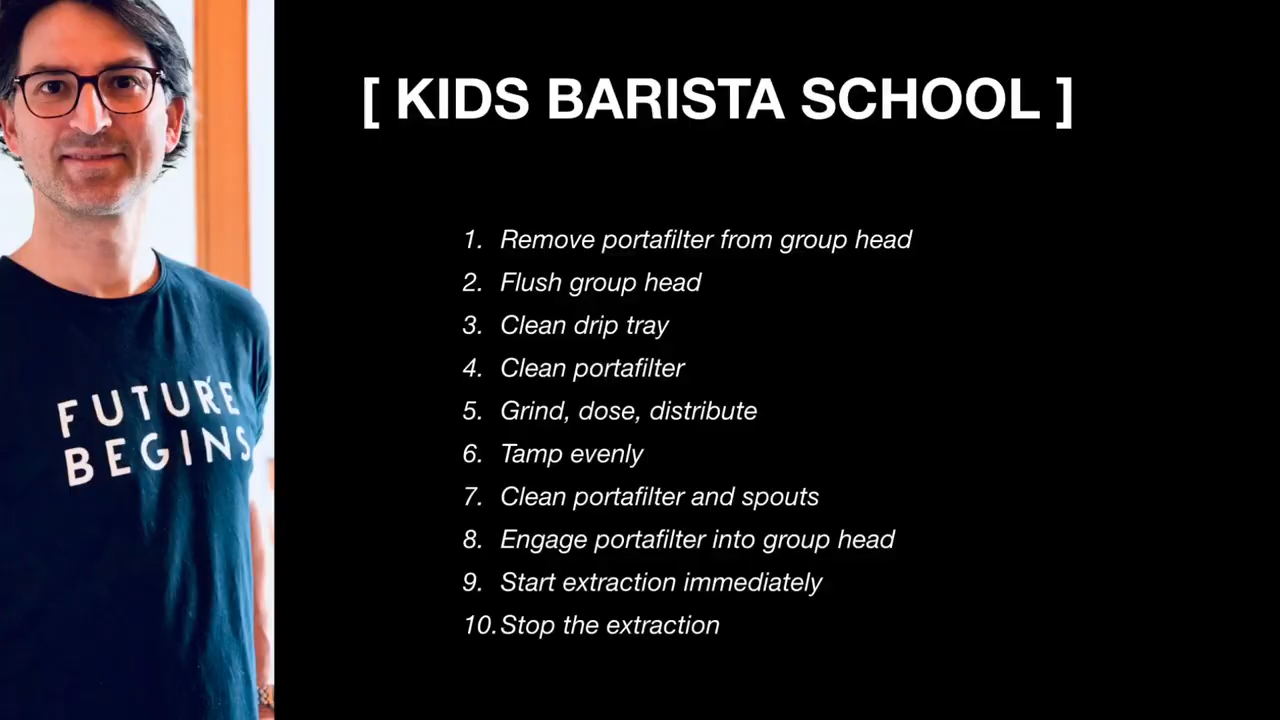 [ KIDS BARISTA SCHOOL ]
1. Remove portafilter from group head
2. Flush group head
3. Clean drip tray
4. Clean portafilter
5. Grind, dose, distribute
6. Tamp evenly
7. Clean portafilter and spouts
8. Engage portafilter into group head
9. Start extraction immediately
10. Stop the extraction
FUTURE
BEGINS